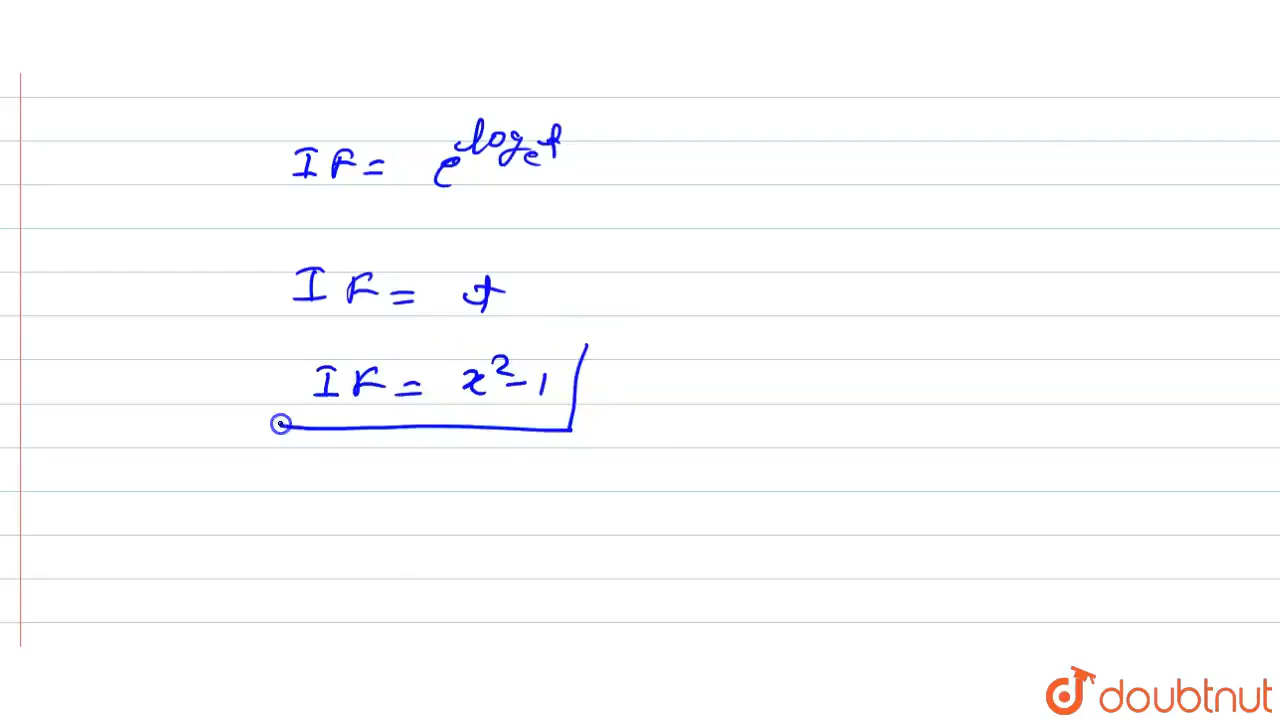 IF = e^{log_e t}
IF = t
IF = x² - 1
doubtnut